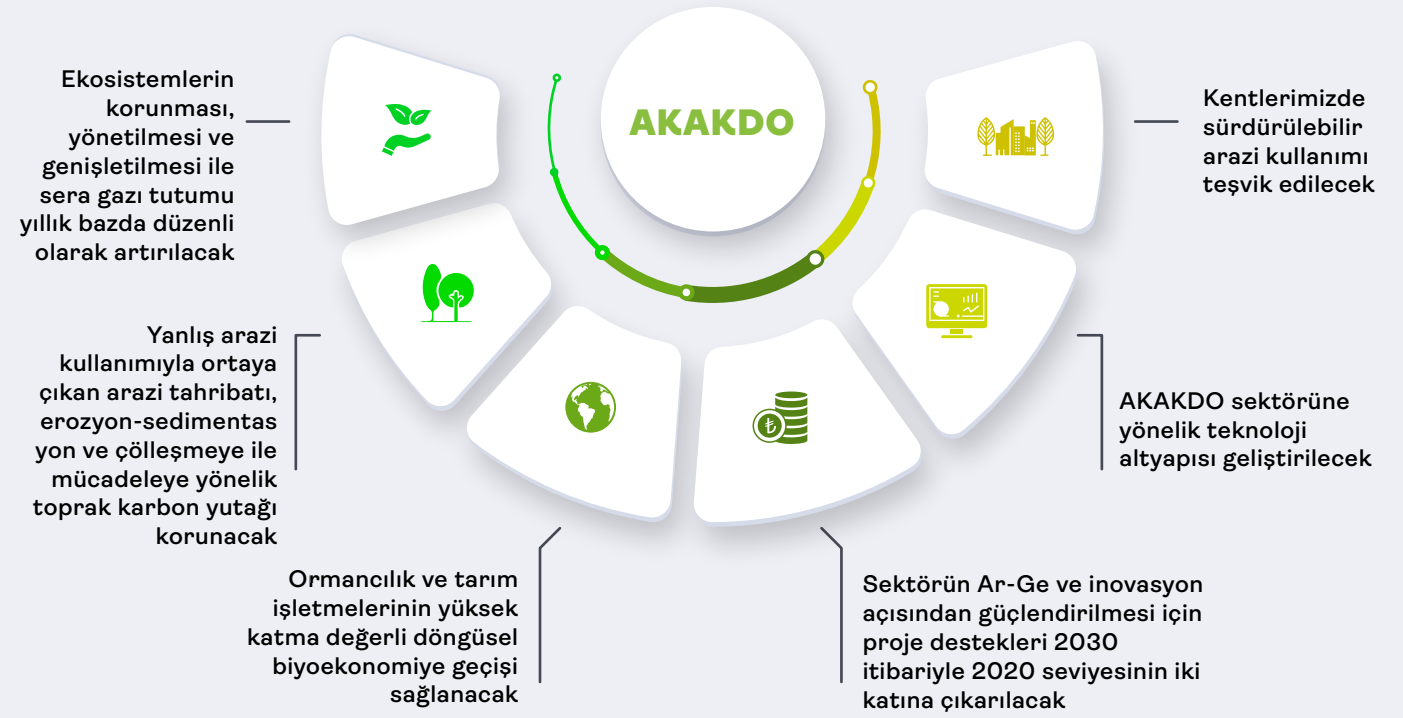 AKAKDO
Ekosistemlerin
korunması,
yönetilmesi ve
genişletilmesi ile
sera gazı tutumu
yıllık bazda düzenli
olarak artırılacak
Yanlış arazi
kullanımıyla ortaya
çıkan arazi tahribatı,
erozyon-sedimentas
yon ve çölleşmeye ile
mücadeleye yönelik
toprak karbon yutağı
korunacak
Ormancılık ve tarım
işletmelerinin yüksek
katma değerli döngüsel
biyoekonomiye geçişi
sağlanacak
Sektörün Ar-Ge ve inovasyon
açısından güçlendirilmesi için
proje destekleri 2030
itibariyle 2020 seviyesinin iki
katına çıkarılacak
AKAKDO sektörüne
yönelik teknoloji
altyapısı geliştirilecek
Kentlerimizde
sürdürülebilir
arazi kullanımı
teşvik edilecek